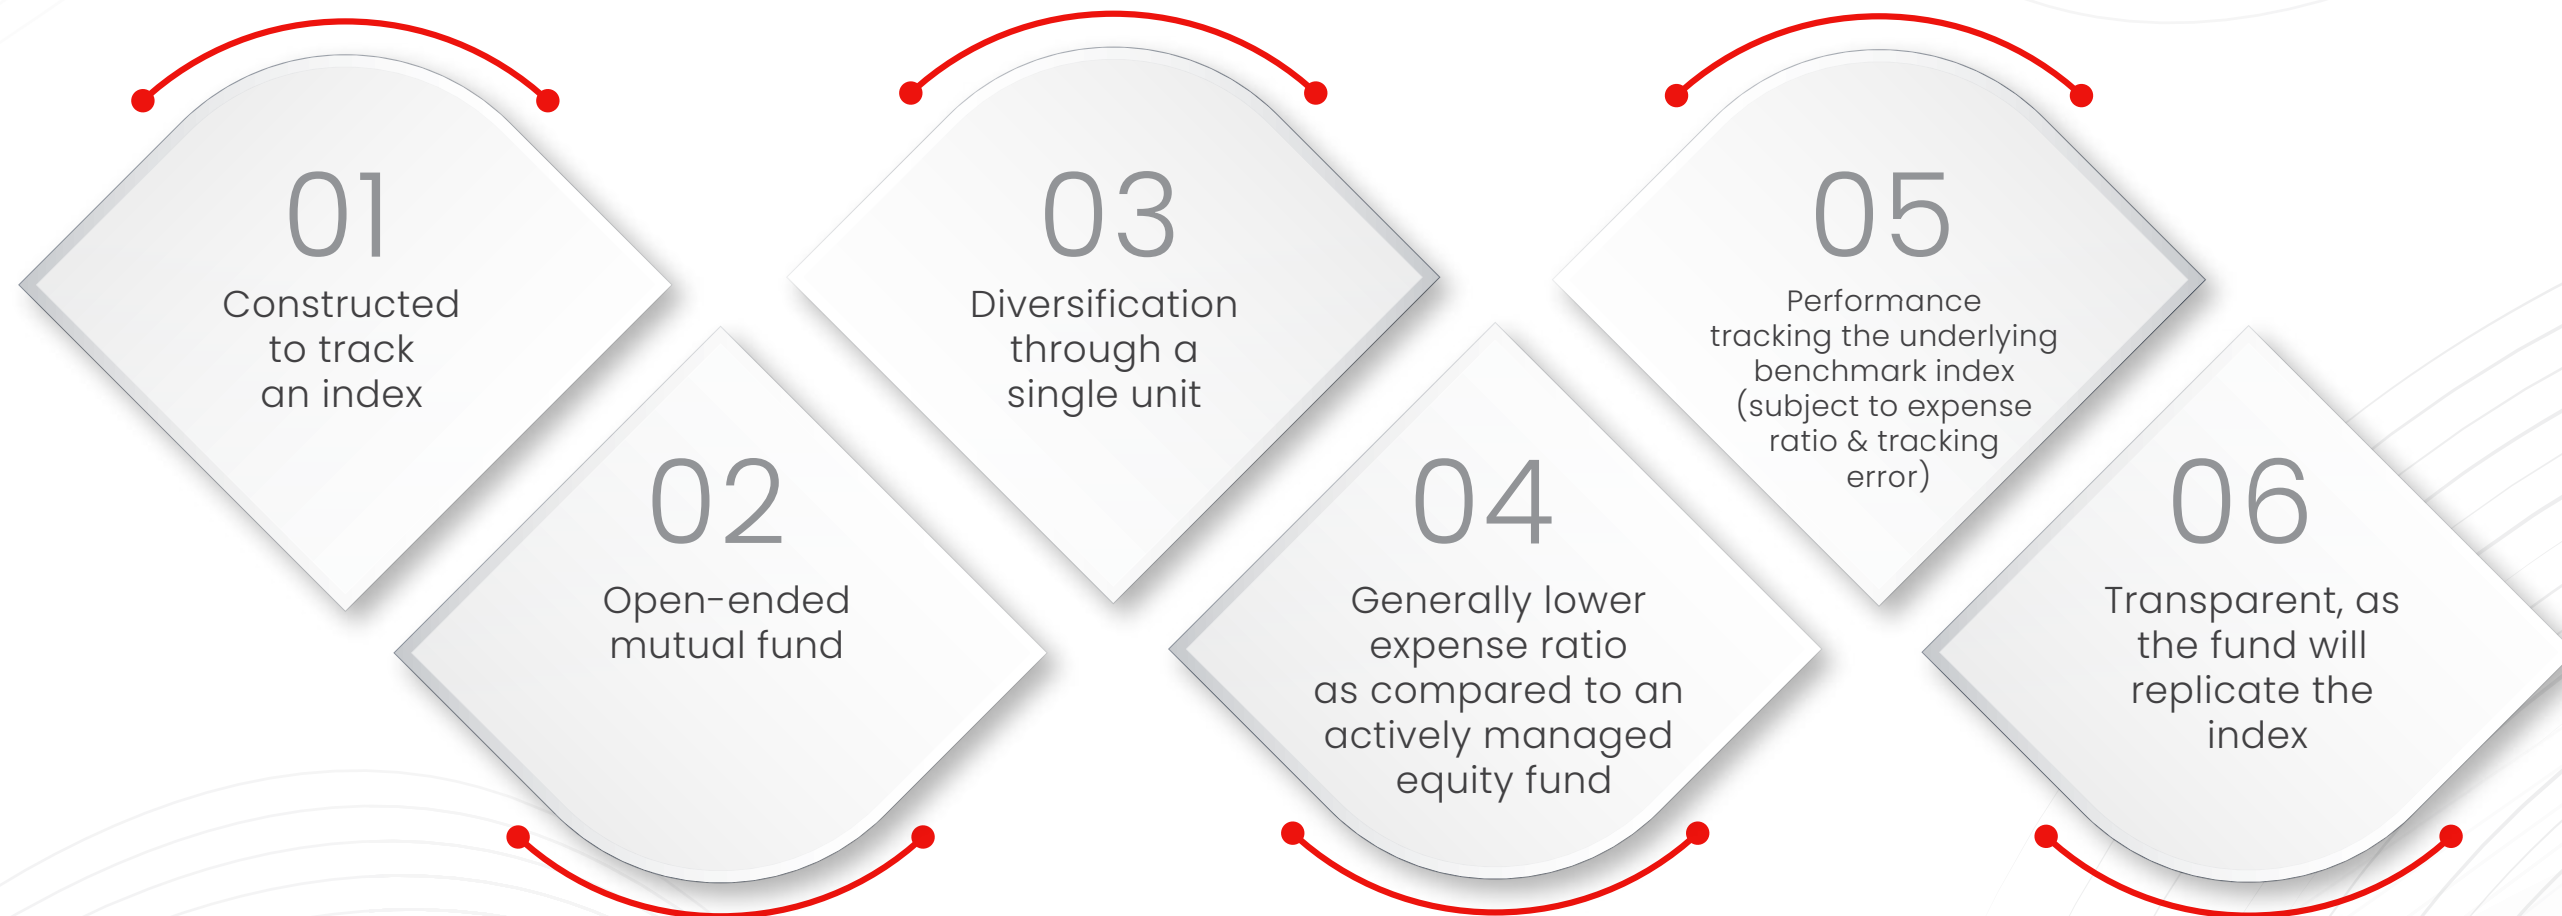 01
Constructed
to track
an index
02
Open-ended
mutual fund
03
Diversification
through a
single unit
04
Generally lower
expense ratio
as compared to an
actively managed
equity fund
05
Performance
tracking the underlying
benchmark index
(subject to expense
ratio & tracking
error)
06
Transparent, as
the fund will
replicate the
index